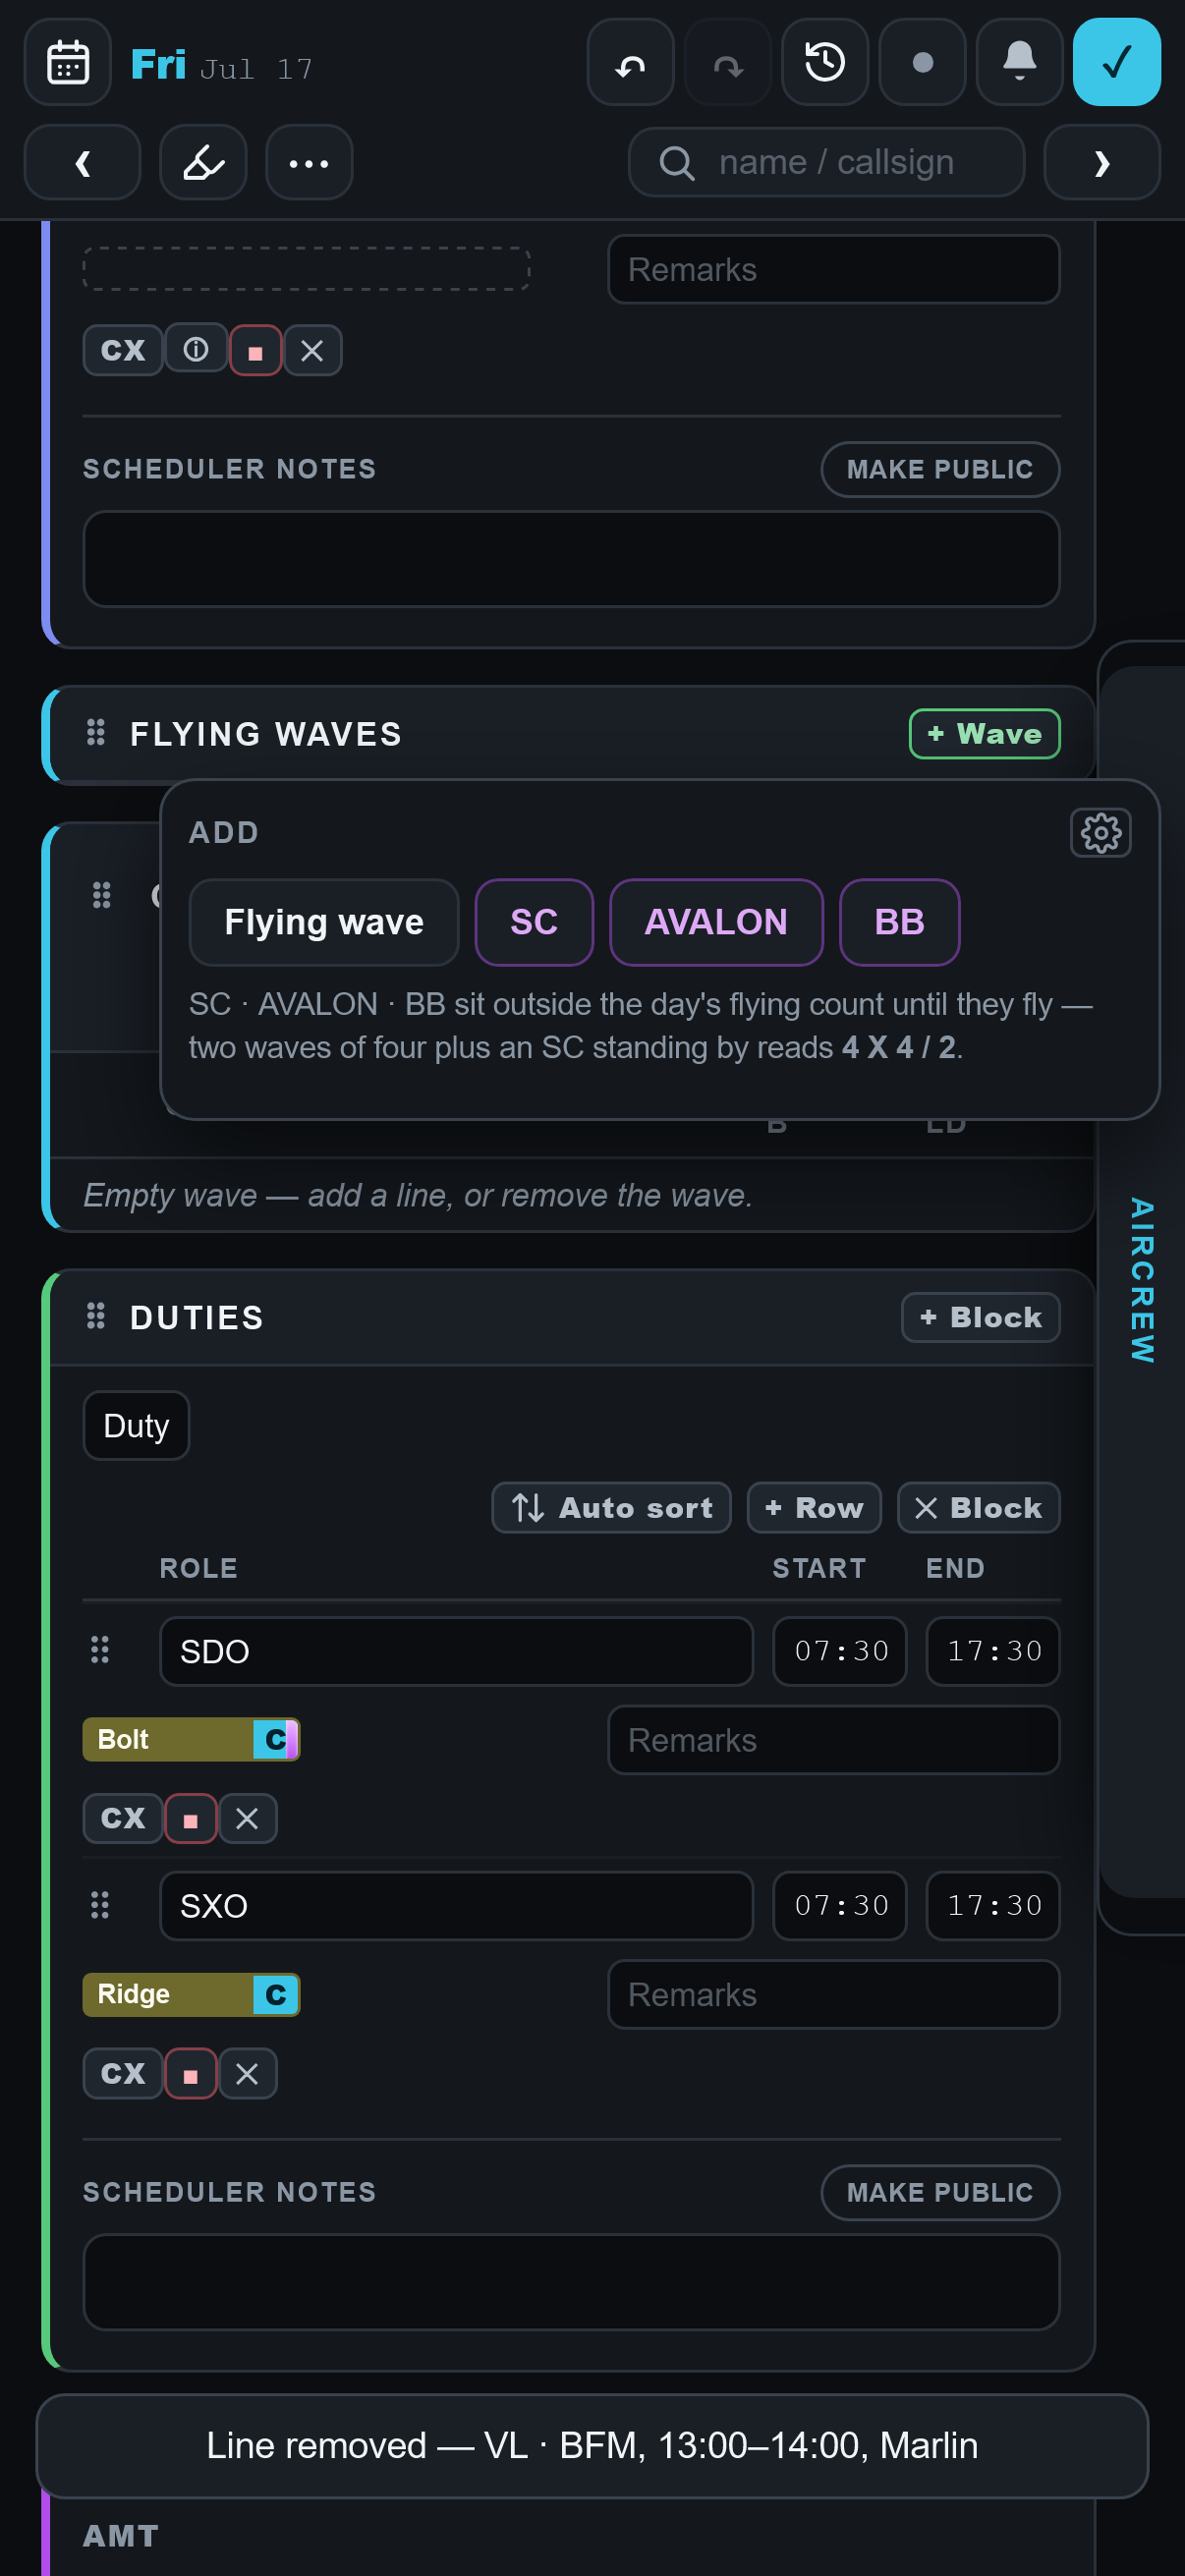 Fri Jul 17
name / callsign
Remarks
CX
SCHEDULER NOTES
MAKE PUBLIC
FLYING WAVES
+ Wave
ADD
Flying wave
SC
AVALON
BB
SC · AVALON · BB sit outside the day's flying count until they fly —
two waves of four plus an SC standing by reads 4 X 4 / 2.
Empty wave — add a line, or remove the wave.
AIRCREW
DUTIES
+ Block
Duty
Auto sort
+ Row
× Block
ROLE START END
SDO 07:30 17:30
Bolt C
Remarks
CX
SXO 07:30 17:30
Ridge C
Remarks
CX
SCHEDULER NOTES
MAKE PUBLIC
Line removed — VL · BFM, 13:00–14:00, Marlin
AMT